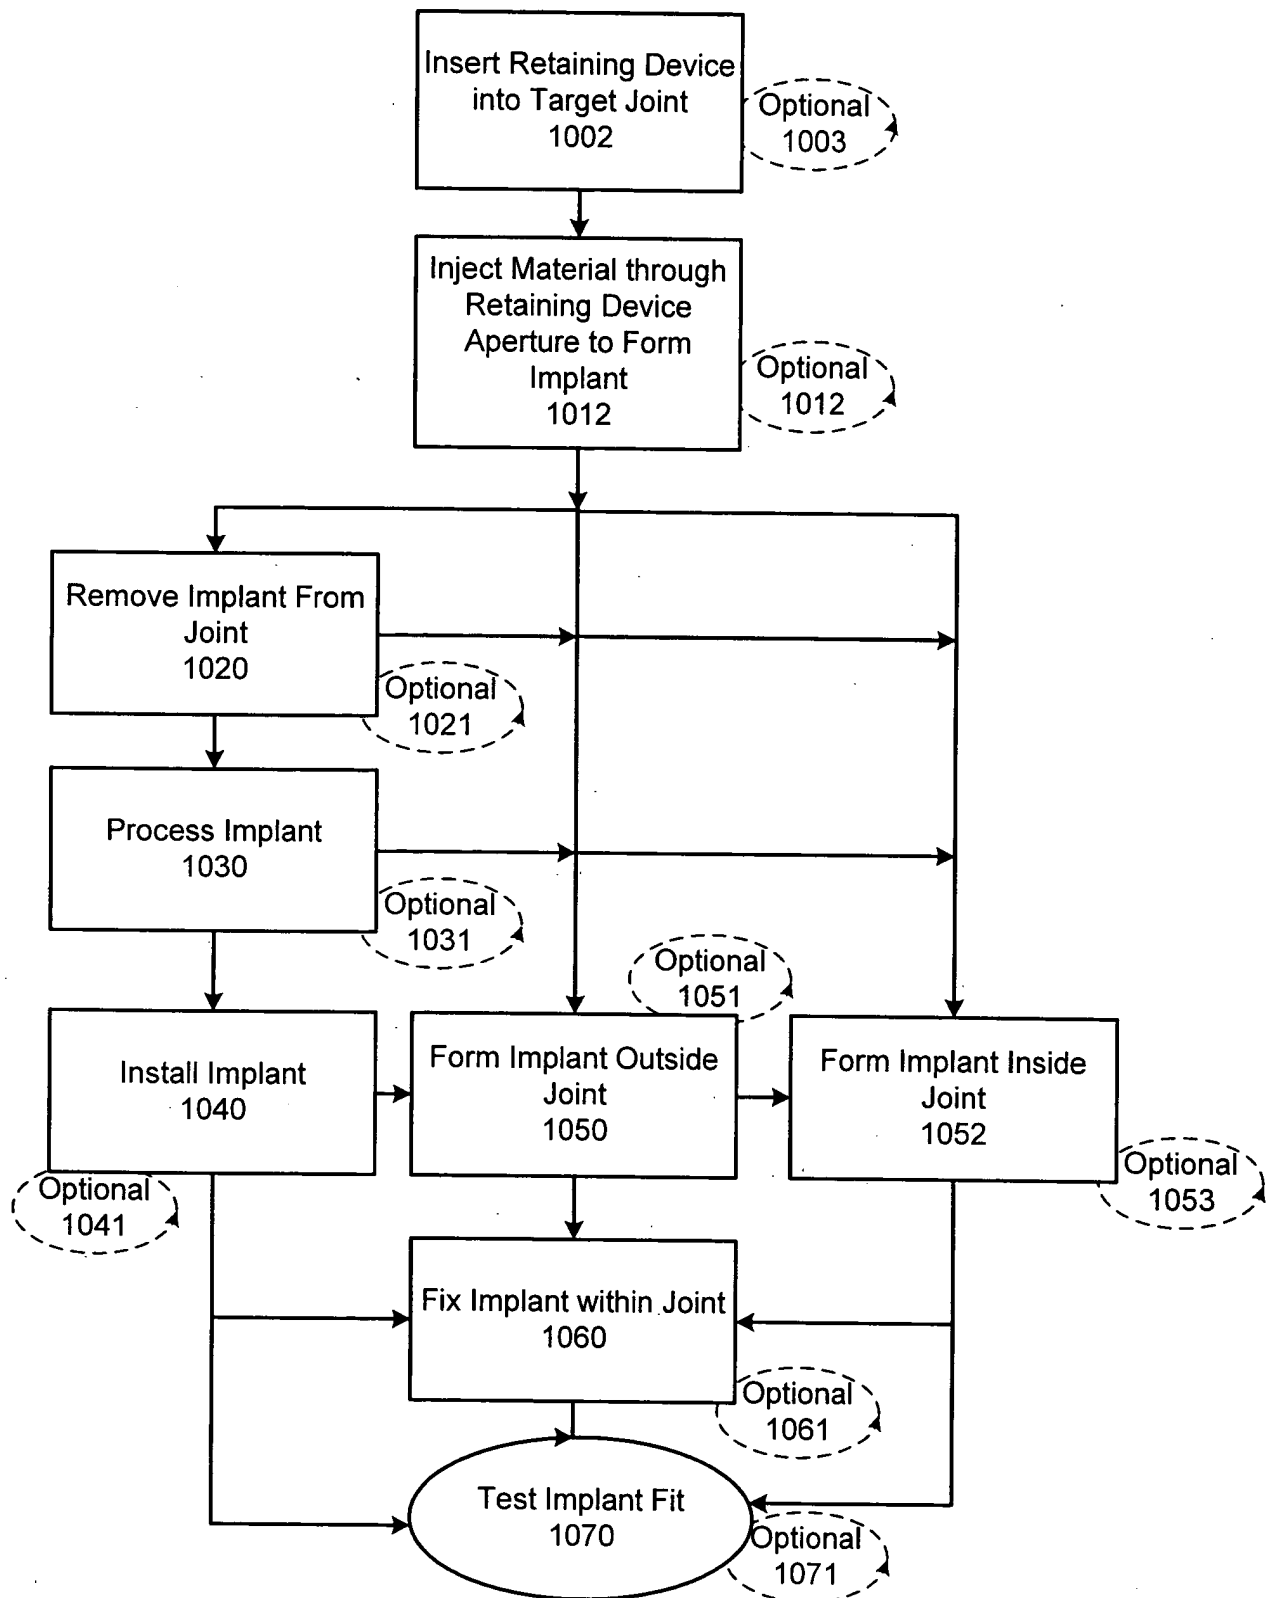 Insert Retaining Device
into Target Joint
1002
Optional
1003
Inject Material through
Retaining Device
Aperture to Form
Implant
1012
Optional
1012
Remove Implant From
Joint
1020
Optional
1021
Process Implant
1030
Optional
1031
Optional
1051
Install Implant
1040
Form Implant Outside
Joint
1050
Form Implant Inside
Joint
1052
Optional
1041
Optional
1053
Fix Implant within Joint
1060
Optional
1061
Test Implant Fit
1070
Optional
1071